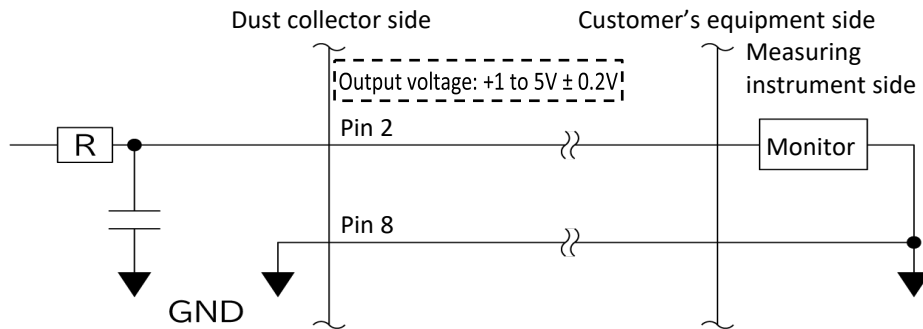 Dust collector side
Customer’s equipment side
Measuring
instrument side
Output voltage: +1 to 5V ± 0.2V
Pin 2
R
Monitor
Pin 8
GND